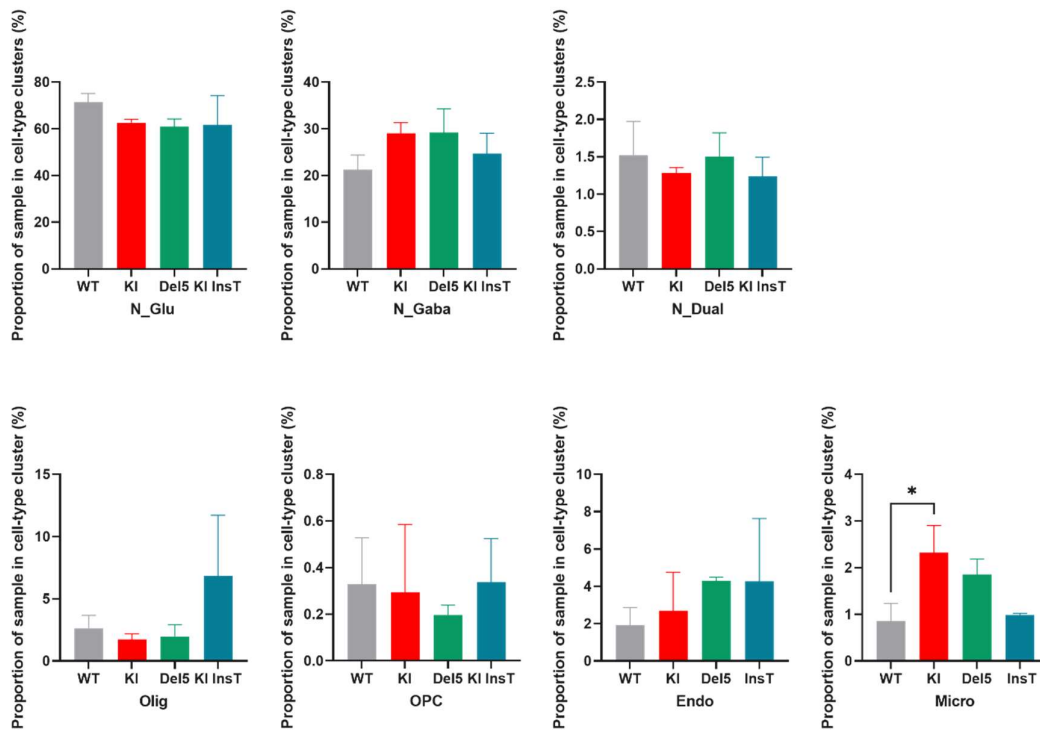 Proportion of sample in cell-type clusters (%)
80
60
40
20
0
WT KI Del5 KI InsT
N_Glu
Proportion of sample in cell-type clusters (%)
40
30
20
10
0
WT KI Del5 KI InsT
N_Gaba
Proportion of sample in cell-type clusters (%)
2.5
2.0
1.5
1.0
0.5
0.0
WT KI Del5 KI InsT
N_Dual
Proportion of sample in cell-type cluster (%)
15
10
5
0
WT KI Del5 KI InsT
Olig
Proportion of sample in cell-type cluster (%)
0.8
0.6
0.4
0.2
0.0
WT KI Del5 KI InsT
OPC
Proportion of sample in cell-type cluster (%)
10
8
6
4
2
0
WT KI Del5 InsT
Endo
Proportion of sample in cell-type cluster (%)
4
3
2
1
0
*
WT KI Del5 InsT
Micro